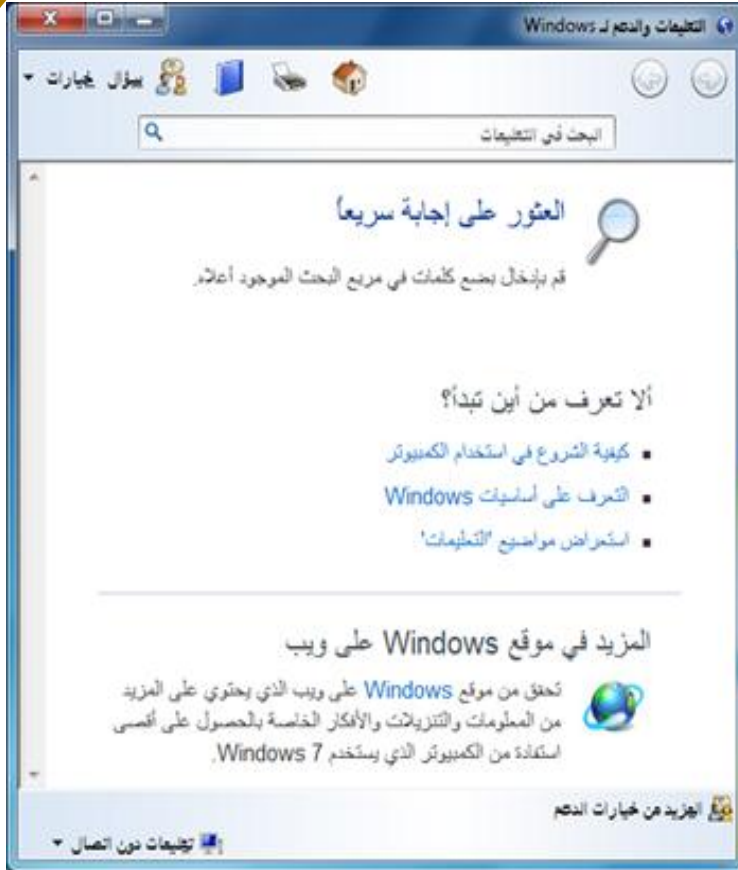 التعليمات والدعم لـ Windows
سؤال خيارات
البحث في التعليمات
العثور على إجابة سريعاً
قم بإدخال بضع كلمات في مربع البحث الموجود أعلاه.
ألا تعرف من أين تبدأ؟
كيفية الشروع في استخدام الكمبيوتر
التعرف على أساسيات Windows
استعراض مواضيع 'التعليمات'
المزيد في موقع Windows على ويب
تحقق من موقع Windows على ويب الذي يحتوي على المزيد
من المعلومات والتنزيلات والأفكار الخاصة بالحصول على أقصى
استفادة من الكمبيوتر الذي يستخدم Windows 7.
المزيد من خيارات الدعم
تعليمات دون اتصال